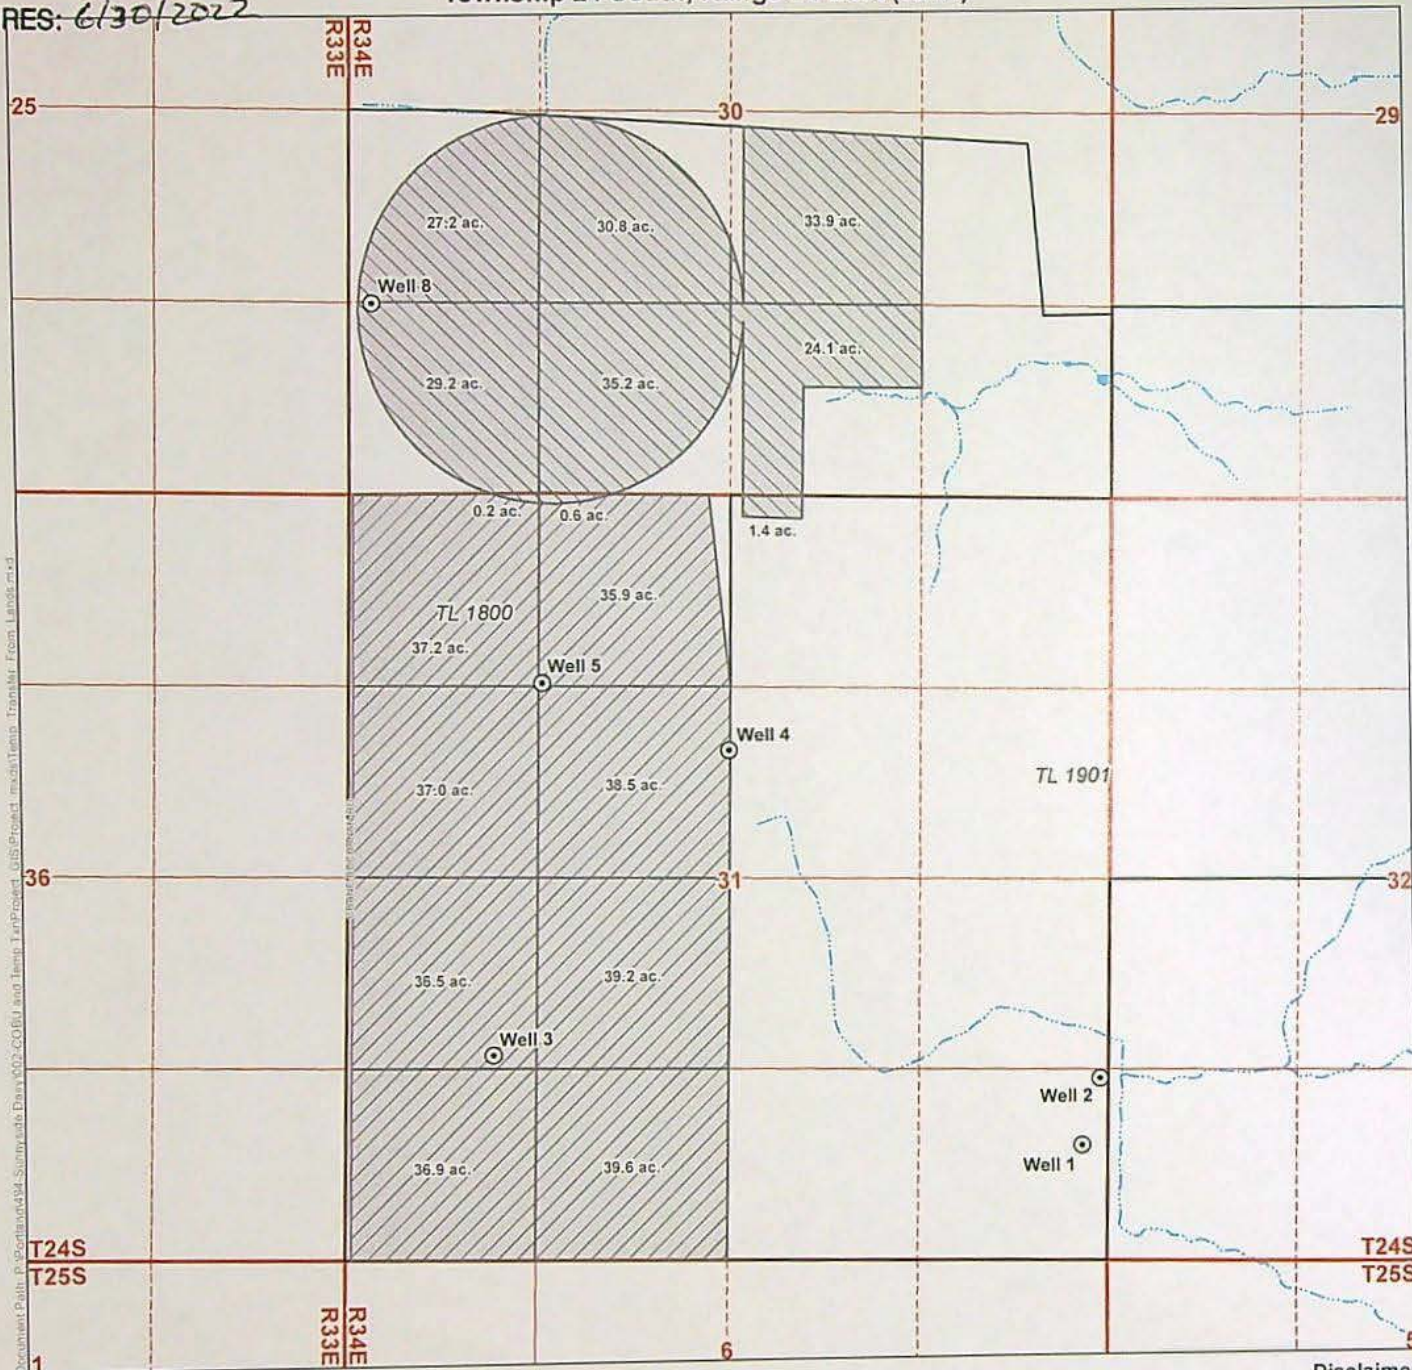 RES: 6/30/2022
R33E
R34E
25
30
29
27.2 ac.
30.8 ac.
33.9 ac.
Well 8
24.1 ac.
29.2 ac.
35.2 ac.
0.2 ac.
0.6 ac.
1.4 ac.
35.9 ac.
TL 1800
37.2 ac.
Well 5
Well 4
TL 1901
37.0 ac.
38.5 ac.
36
31
32
36.5 ac.
39.2 ac.
Well 3
Well 2
Well 1
36.9 ac.
39.6 ac.
T24S
T24S
T25S
T25S
R33E
R34E
1
6